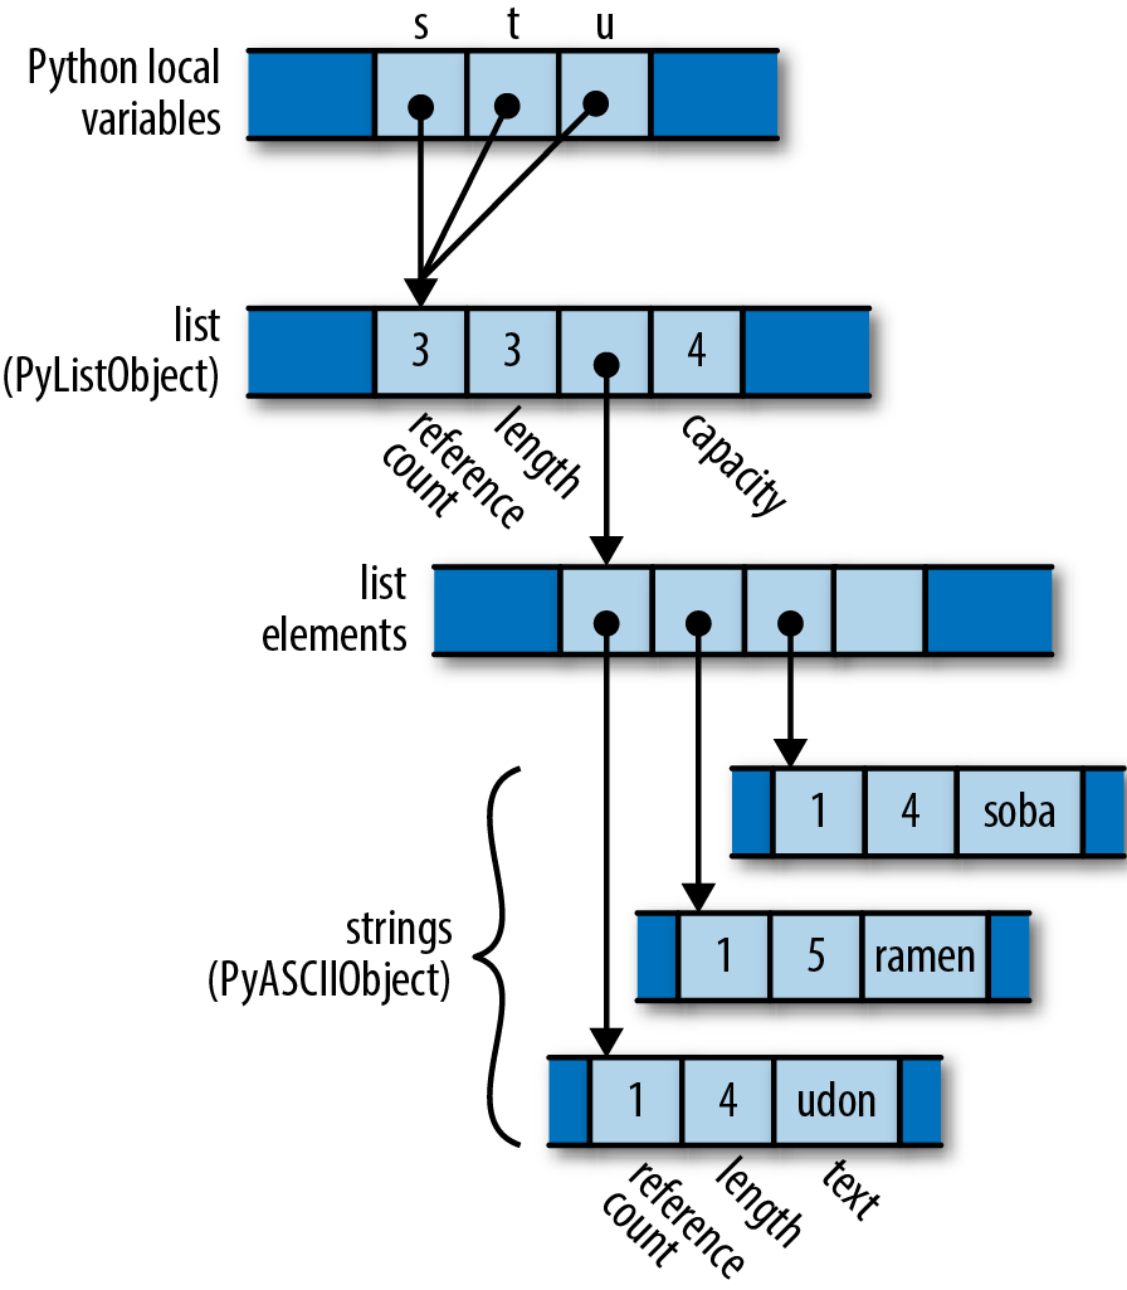 s t u
Python local
variables
list
(PyListObject)
3 3 4
reference
count
length
capacity
list
elements
1 4 soba
strings
(PyASCIIObject)
1 5 ramen
1 4 udon
reference
count
length
text